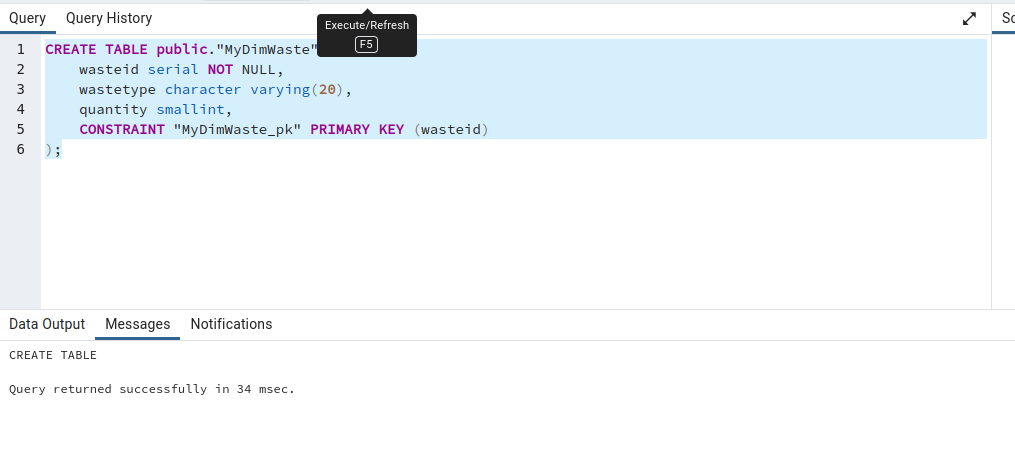 Query Query History
Sc
Execute/Refresh
F5
1 CREATE TABLE public."MyDimWaste"
2 wasteid serial NOT NULL,
3 wastetype character varying(20),
4 quantity smallint,
5 CONSTRAINT "MyDimWaste_pk" PRIMARY KEY (wasteid)
6 );
Data Output Messages Notifications
CREATE TABLE
Query returned successfully in 34 msec.